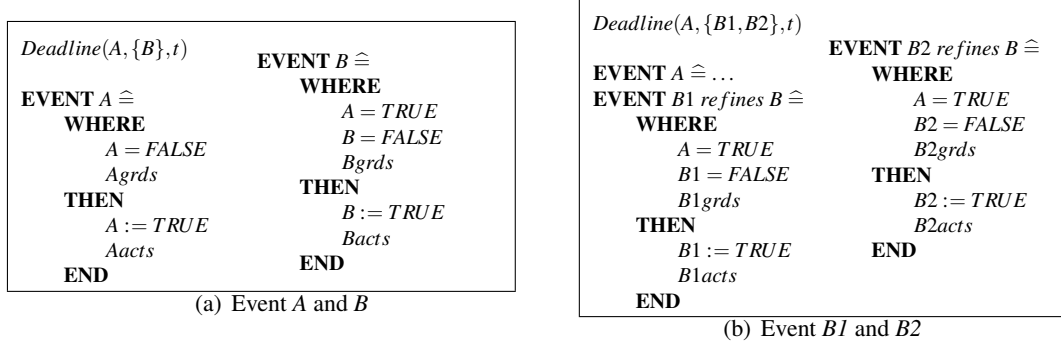 Deadline(A,{B},t)
EVENT A ≙
WHERE
A = FALSE
Agrds
THEN
A := TRUE
Aacts
END
EVENT B ≙
WHERE
A = TRUE
B = FALSE
Bgrds
THEN
B := TRUE
Bacts
END
(a) Event A and B
Deadline(A,{B1,B2},t)
EVENT A ≙ ...
EVENT B1 refines B ≙
WHERE
A = TRUE
B1 = FALSE
B1grds
THEN
B1 := TRUE
B1acts
END
EVENT B2 refines B ≙
WHERE
A = TRUE
B2 = FALSE
B2grds
THEN
B2 := TRUE
B2acts
END
(b) Event B1 and B2